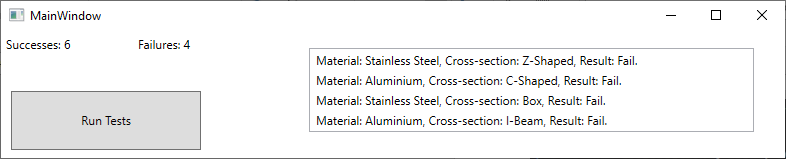 MainWindow
Successes: 6 Failures: 4
Material: Stainless Steel, Cross-section: Z-Shaped, Result: Fail.
Material: Aluminium, Cross-section: C-Shaped, Result: Fail.
Material: Stainless Steel, Cross-section: Box, Result: Fail.
Material: Aluminium, Cross-section: I-Beam, Result: Fail.
Run Tests